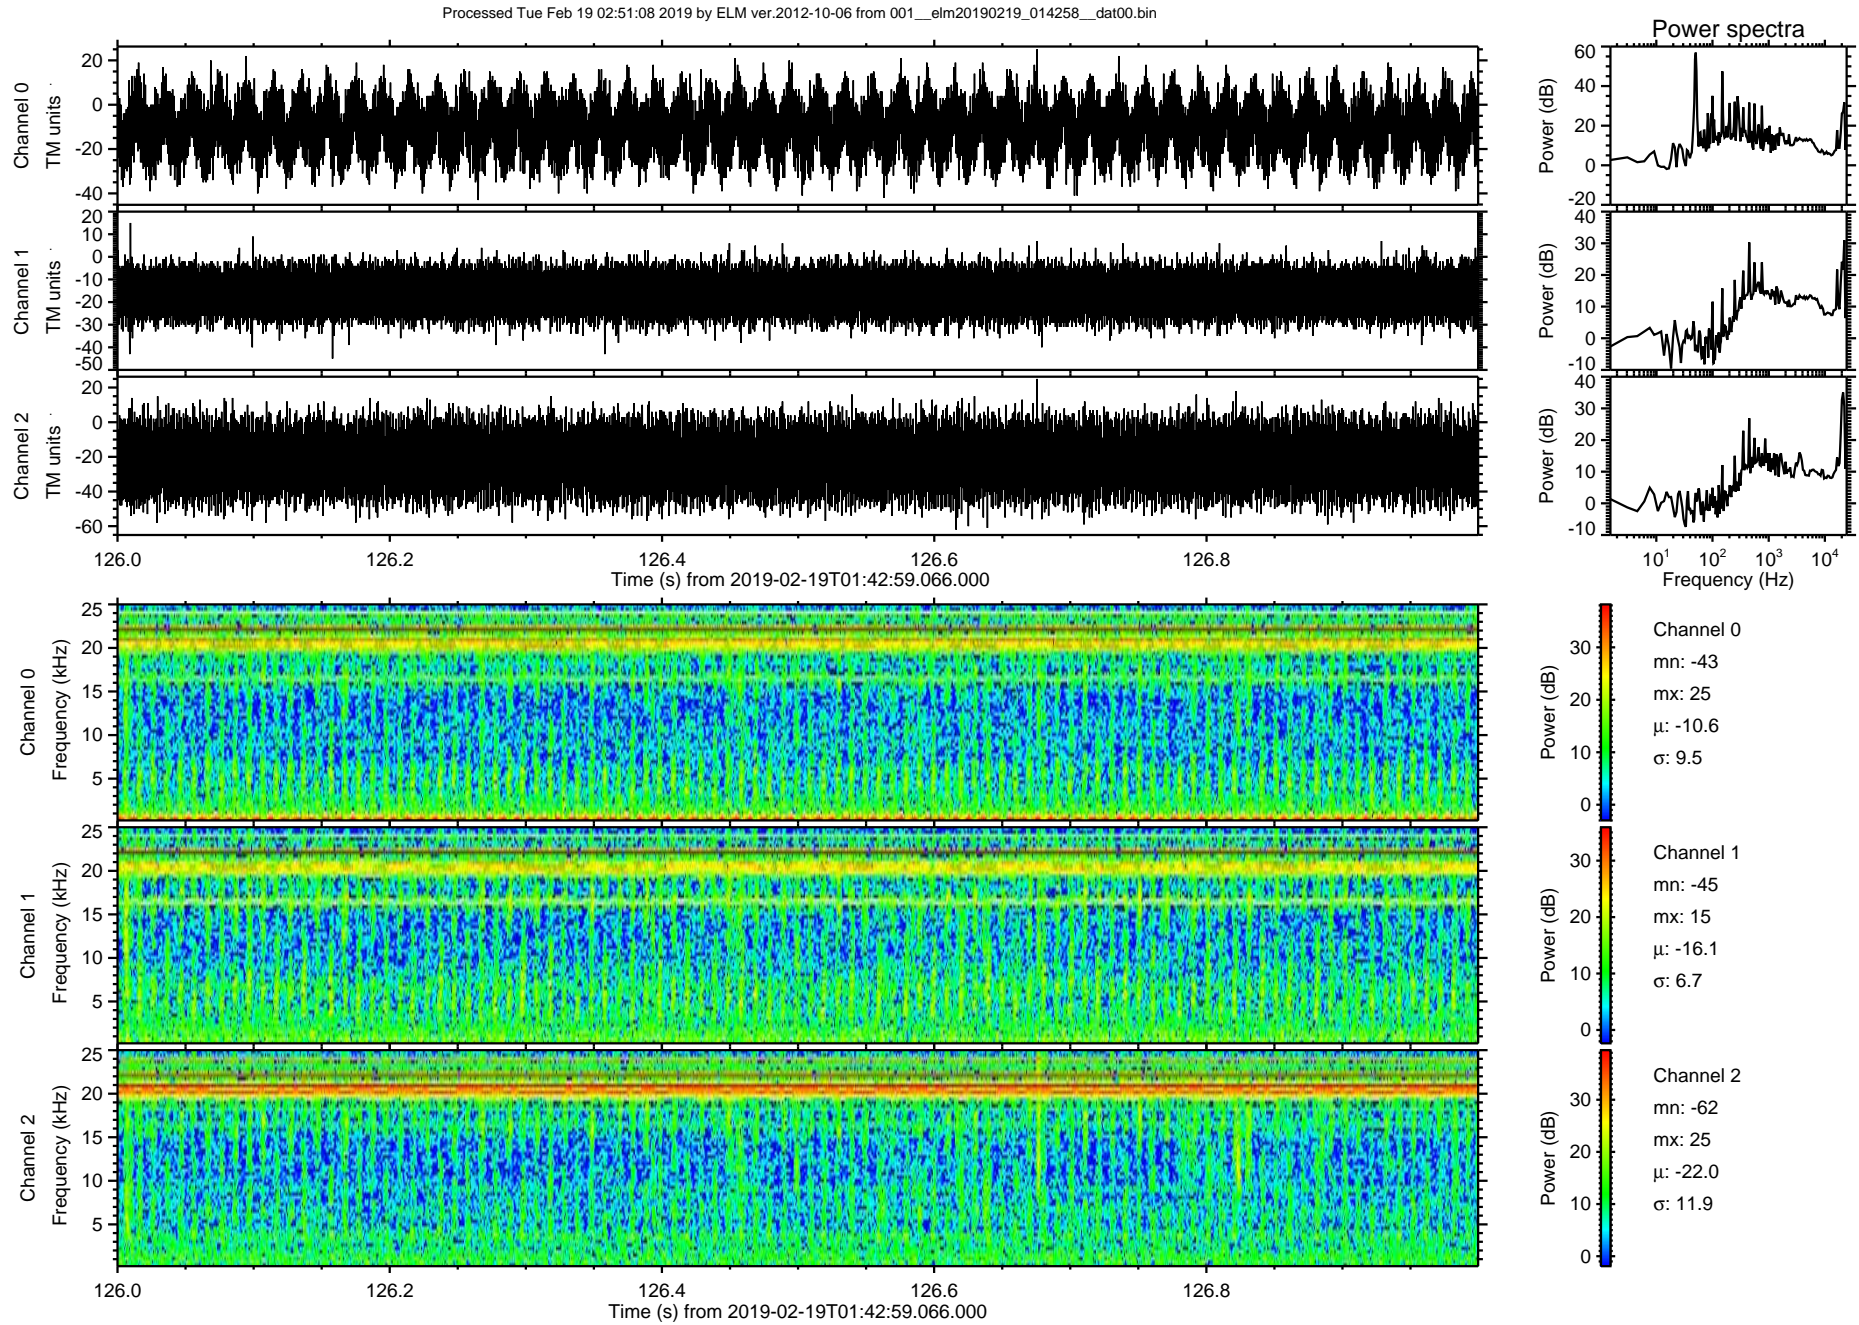 Processed Tue Feb 19 02:51:08 2019 by ELM ver.2012-10-06 from 001__elm20190219_014258__dat00.bin
Power spectra
Channel 0
TM units
20
0
-20
-40
Power (dB)
60
40
20
0
-20
Channel 1
TM units
20
10
0
-10
-20
-30
-40
-50
Power (dB)
40
30
20
10
0
-10
Channel 2
TM units
20
0
-20
-40
-60
Power (dB)
40
30
20
10
0
-10
126.0 126.2 126.4 126.6 126.8
Time (s) from 2019-02-19T01:42:59.066.000
10¹ 10² 10³ 10⁴
Frequency (Hz)
Channel 0
Frequency (kHz)
25
20
15
10
5
Power (dB)
30
20
10
0
Channel 0
mn: -43
mx: 25
μ: -10.6
σ: 9.5
Channel 1
Frequency (kHz)
25
20
15
10
5
Power (dB)
30
20
10
0
Channel 1
mn: -45
mx: 15
μ: -16.1
σ: 6.7
Channel 2
Frequency (kHz)
25
20
15
10
5
Power (dB)
30
20
10
0
Channel 2
mn: -62
mx: 25
μ: -22.0
σ: 11.9
126.0 126.2 126.4 126.6 126.8
Time (s) from 2019-02-19T01:42:59.066.000